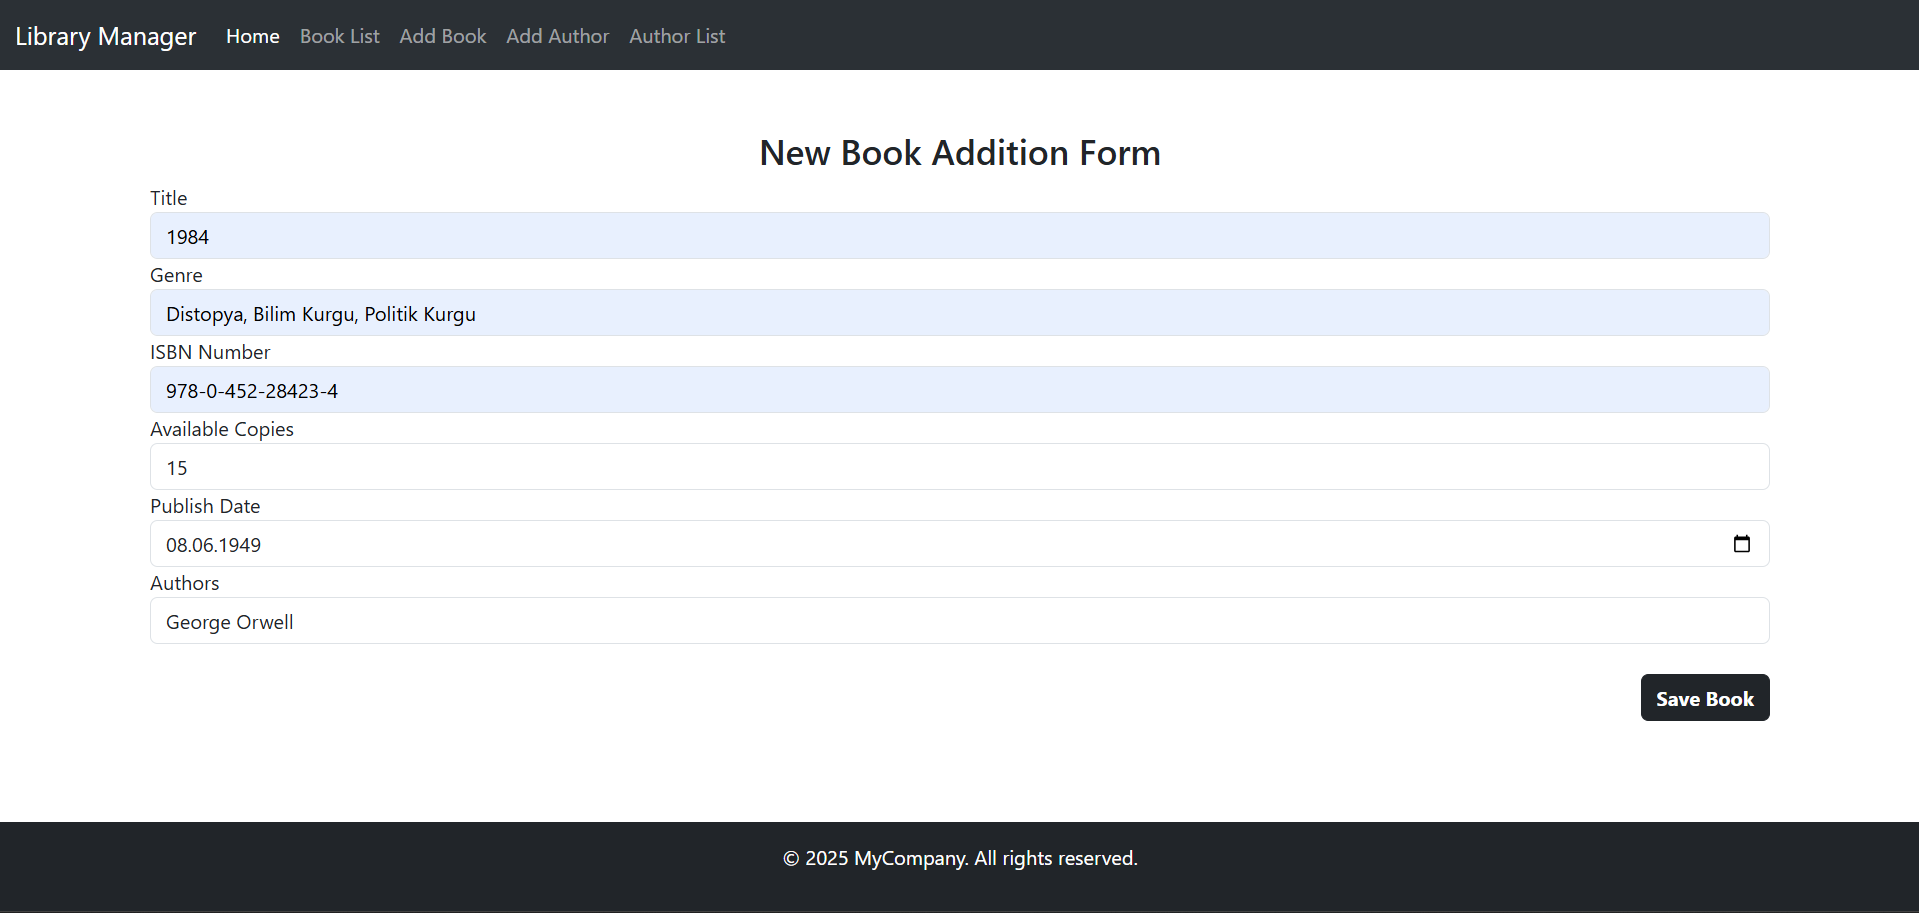 Library Manager Home Book List Add Book Add Author Author List
New Book Addition Form
Title
1984
Genre
Distopya, Bilim Kurgu, Politik Kurgu
ISBN Number
978-0-452-28423-4
Available Copies
15
Publish Date
08.06.1949
Authors
George Orwell
Save Book
© 2025 MyCompany. All rights reserved.